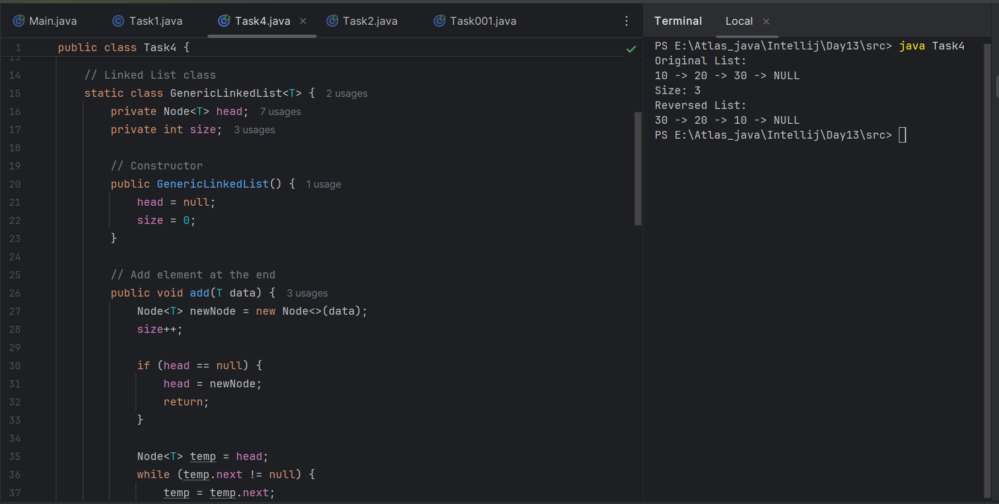 Main.java Task1.java Task4.java Task2.java Task001.java
1 public class Task4 {
13
14 // Linked List class
15 static class GenericLinkedList<T> { 2 usages
16 private Node<T> head; 7 usages
17 private int size; 3 usages
18
19 // Constructor
20 public GenericLinkedList() { 1 usage
21 head = null;
22 size = 0;
23 }
24
25 // Add element at the end
26 public void add(T data) { 3 usages
27 Node<T> newNode = new Node<>(data);
28 size++;
29
30 if (head == null) {
31 head = newNode;
32 return;
33 }
34
35 Node<T> temp = head;
36 while (temp.next != null) {
37 temp = temp.next;
Terminal Local
PS E:\Atlas_java\Intellij\Day13\src> java Task4
Original List:
10 -> 20 -> 30 -> NULL
Size: 3
Reversed List:
30 -> 20 -> 10 -> NULL
PS E:\Atlas_java\Intellij\Day13\src>